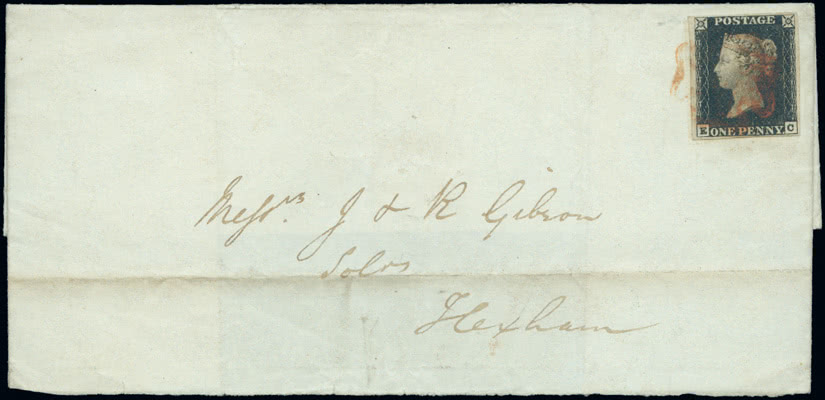 POSTAGE
E ONE PENNY C
Messrs. J & R Gibson
Solrs
Hexham